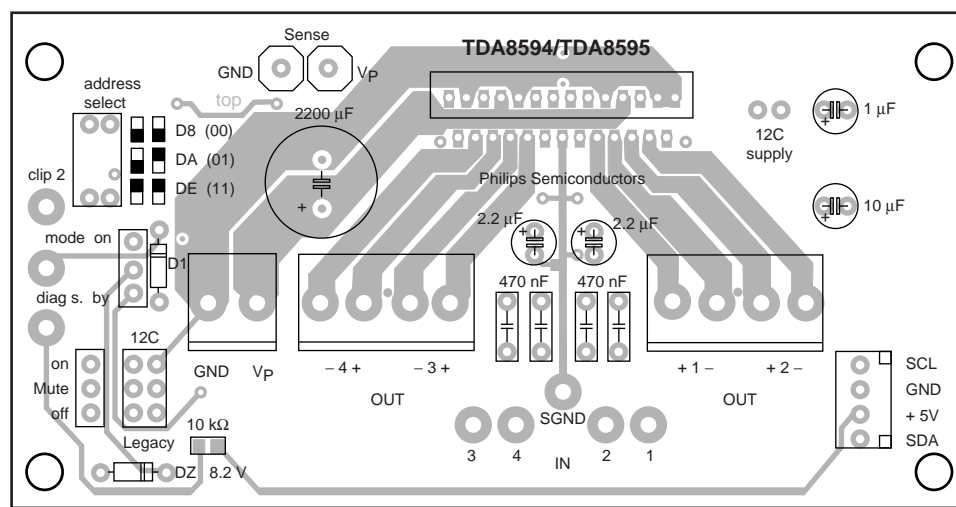 TDA8594/TDA8595
Sense
GND
VP
address
select
top
2200 μF
1 μF
D8 (00)
12C
supply
DA (01)
clip 2
DE (11)
Philips Semiconductors
10 μF
+
+
+
+
+
2.2 μF
2.2 μF
mode on
D1
diag s. by
470 nF
470 nF
12C
on
GND
VP
− 4 +
− 3 +
+ 1 −
+ 2 −
SCL
Mute
GND
OUT
SGND
OUT
off
+ 5V
Legacy
10 kΩ
3
4
IN
2
1
SDA
DZ
8.2 V